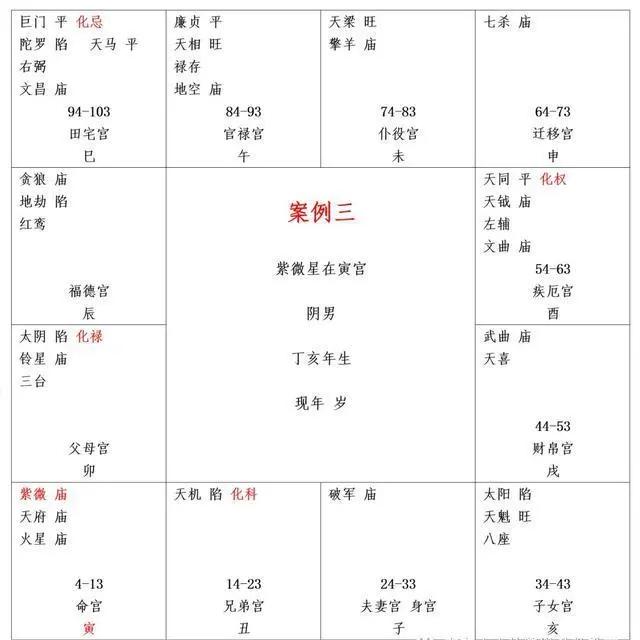 巨门 平 化忌
陀罗 陷 天马 平
右弼
文昌 庙
94-103
田宅宫
巳
廉贞 平
天相 旺
禄存
地空 庙
84-93
官禄宫
午
天梁 旺
擎羊 庙
74-83
仆役宫
未
七杀 庙
64-73
迁移宫
申
贪狼 庙
地劫 陷
红鸾
福德宫
辰
案例三
紫微星在寅宫
阴男
丁亥年生
现年 岁
天同 平 化权
天钺 庙
左辅
文曲 庙
54-63
疾厄宫
酉
太阴 陷 化禄
铃星 庙
三台
父母宫
卯
武曲 庙
天喜
44-53
财帛宫
戌
紫微 庙
天府 庙
火星 庙
4-13
命宫
寅
天机 陷 化科
14-23
兄弟宫
丑
破军 庙
24-33
夫妻宫 身宫
子
太阳 陷
天魁 旺
八座
34-43
子女宫
亥